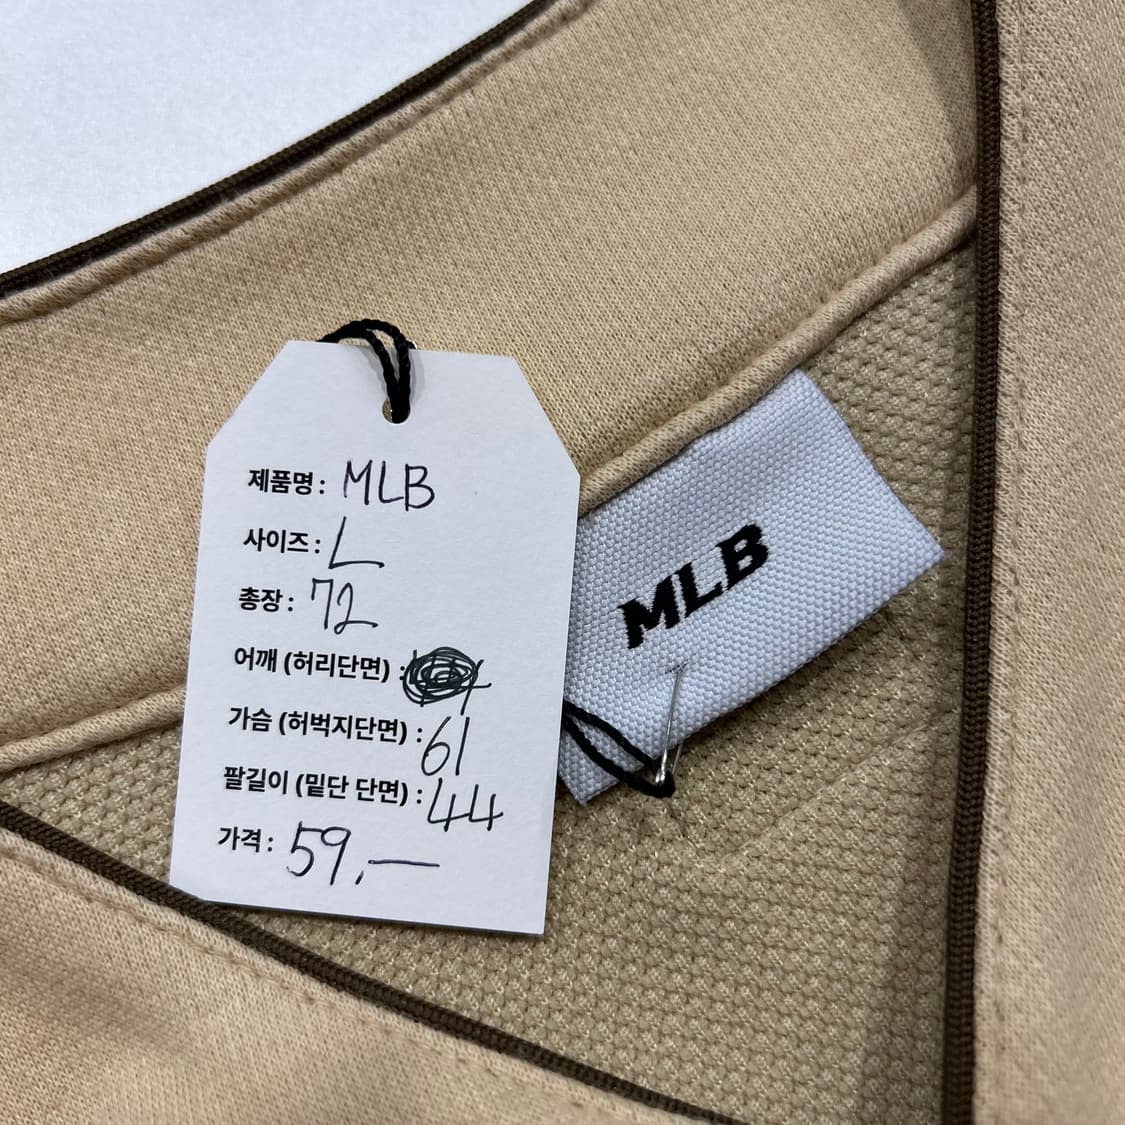 제품명: MLB
사이즈: L
총장: 72
어깨 (허리단면) :
가슴 (허벅지단면) : 61
팔길이 (밑단 단면) : 44
가격: 59,—
MLB